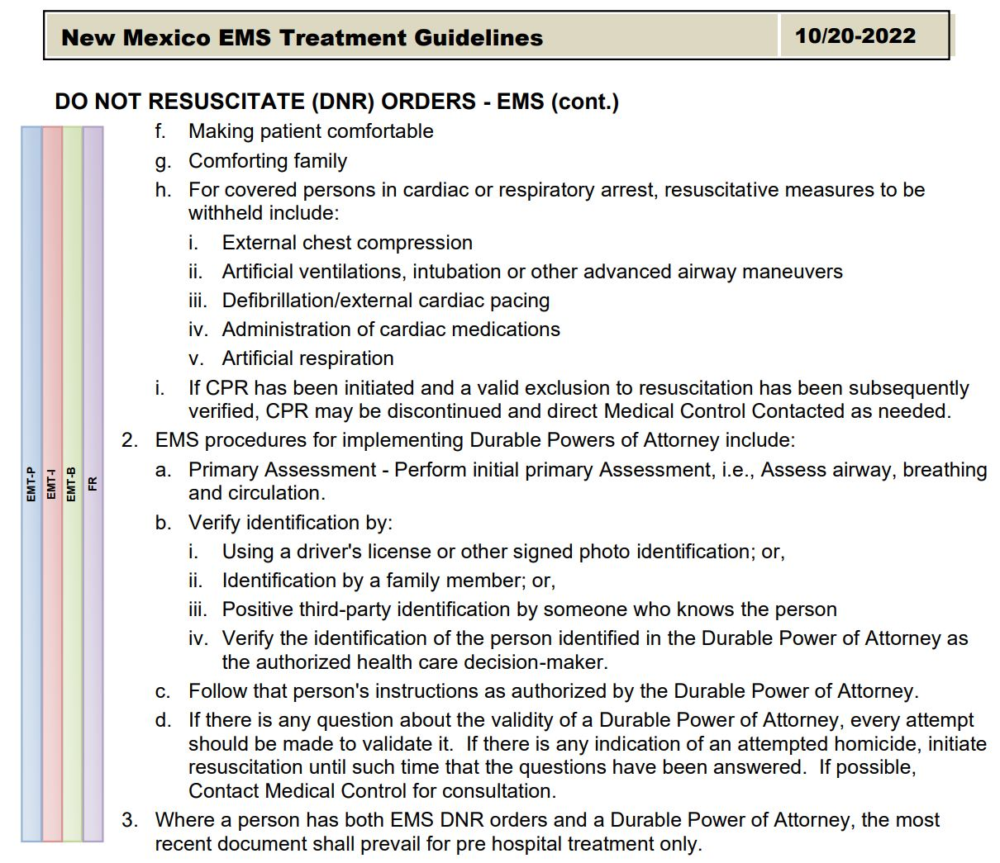 New Mexico EMS Treatment Guidelines 10/20-2022
DO NOT RESUSCITATE (DNR) ORDERS - EMS (cont.)
f. Making patient comfortable
g. Comforting family
h. For covered persons in cardiac or respiratory arrest, resuscitative measures to be
withheld include:
i. External chest compression
ii. Artificial ventilations, intubation or other advanced airway maneuvers
iii. Defibrillation/external cardiac pacing
iv. Administration of cardiac medications
v. Artificial respiration
i. If CPR has been initiated and a valid exclusion to resuscitation has been subsequently
verified, CPR may be discontinued and direct Medical Control Contacted as needed.
2. EMS procedures for implementing Durable Powers of Attorney include:
a. Primary Assessment - Perform initial primary Assessment, i.e., Assess airway, breathing
and circulation.
b. Verify identification by:
i. Using a driver's license or other signed photo identification; or,
ii. Identification by a family member; or,
iii. Positive third-party identification by someone who knows the person
iv. Verify the identification of the person identified in the Durable Power of Attorney as
the authorized health care decision-maker.
c. Follow that person's instructions as authorized by the Durable Power of Attorney.
d. If there is any question about the validity of a Durable Power of Attorney, every attempt
should be made to validate it. If there is any indication of an attempted homicide, initiate
resuscitation until such time that the questions have been answered. If possible,
Contact Medical Control for consultation.
3. Where a person has both EMS DNR orders and a Durable Power of Attorney, the most
recent document shall prevail for pre hospital treatment only.
EMT-P
EMT-I
EMT-B
FR